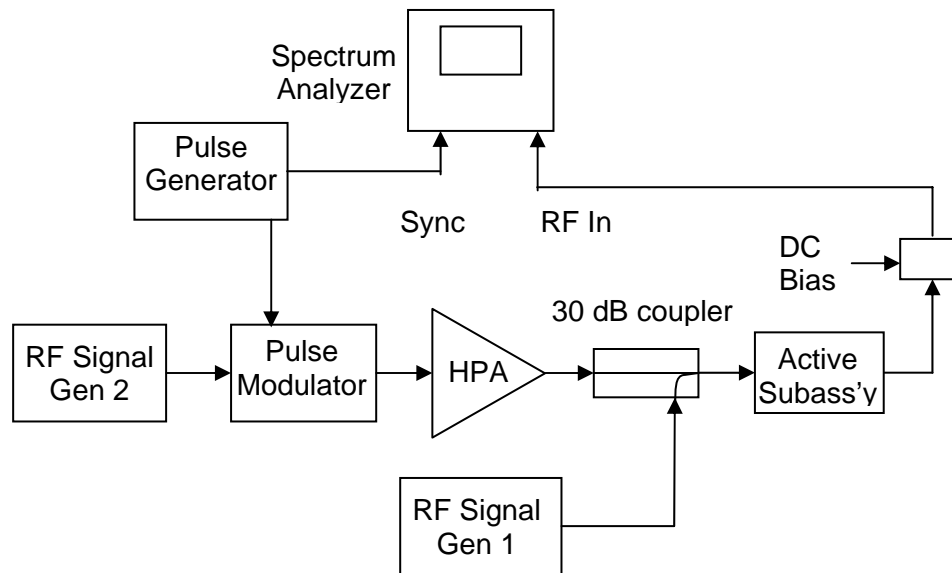 Spectrum
Analyzer
Pulse
Generator
Sync
RF In
DC
Bias
30 dB coupler
RF Signal
Gen 2
Pulse
Modulator
HPA
Active
Subass'y
RF Signal
Gen 1